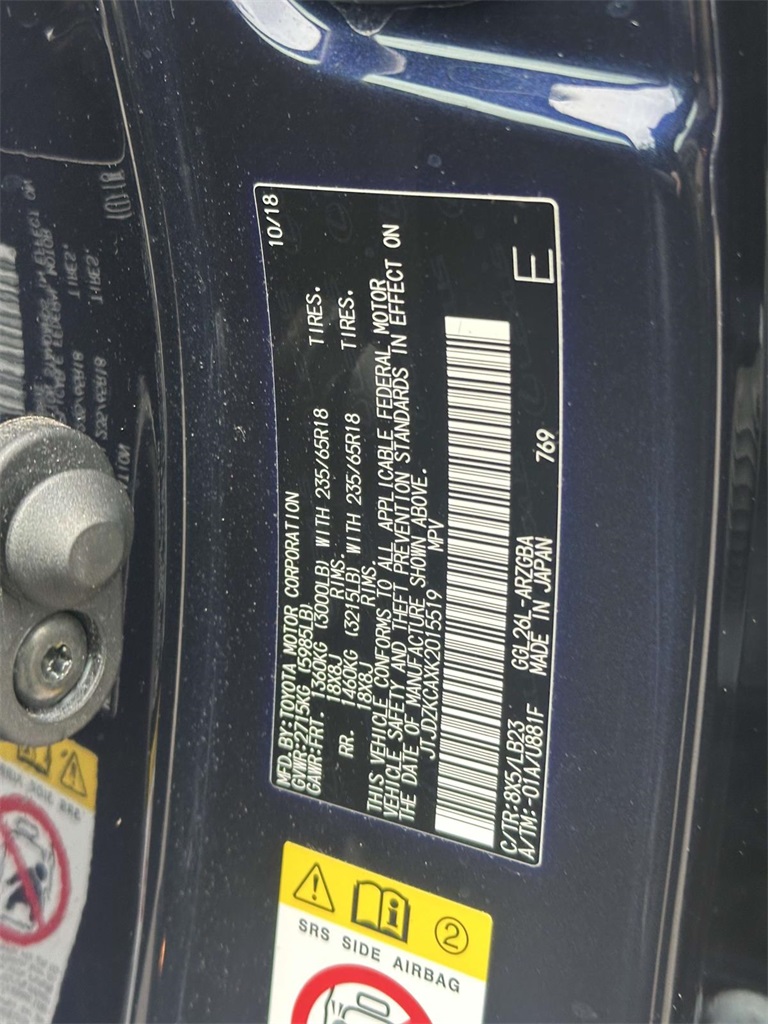 MFD. BY:TOYOTA MOTOR CORPORATION 10/18
GVWR:2715KG (5985LB)
GAWR:FRT. 1360KG (3000LB) WITH 235/65R18 TIRES.
18X8J RIMS.
RR. 1460KG (3215LB) WITH 235/65R18 TIRES.
18X8J RIMS.
THIS VEHICLE CONFORMS TO ALL APPLICABLE FEDERAL MOTOR
VEHICLE SAFETY AND THEFT PREVENTION STANDARDS IN EFFECT ON
THE DATE OF MANUFACTURE SHOWN ABOVE.
JTJDZKCAXK2015519 MPV
C/TR:8X5/LB23 GGL26L-ARZGBA E
A/TM:-01A/U881F MADE IN JAPAN 769
2
SRS SIDE AIRBAG